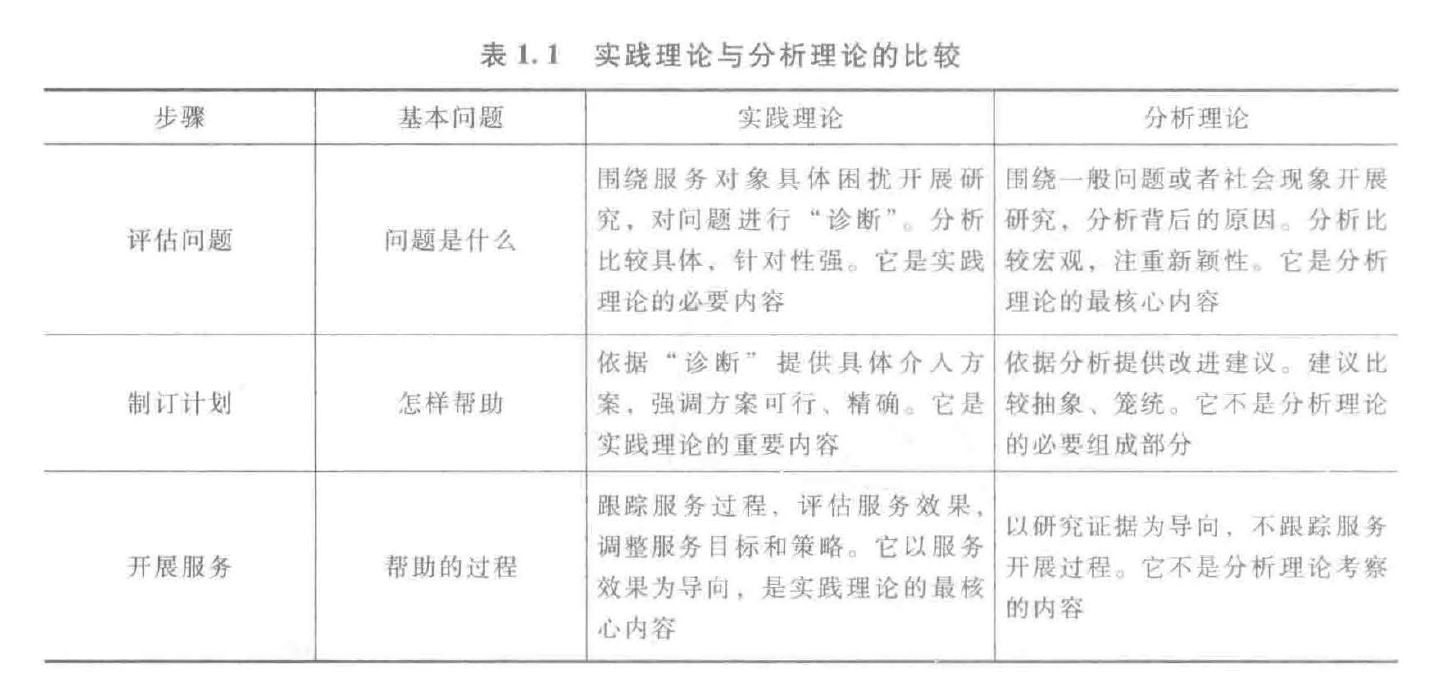 表 1.1 实践理论与分析理论的比较
步骤 基本问题 实践理论 分析理论
评估问题
问题是什么
围绕服务对象具体困扰开展研
究，对问题进行“诊断”。分析
比较具体，针对性强。它是实践
理论的必要内容
围绕一般问题或者社会现象开展
研究，分析背后的原因。分析比
较宏观，注重新颖性。它是分析
理论的最核心内容
制订计划
怎样帮助
依据“诊断”提供具体介入方
案，强调方案可行、精确。它是
实践理论的重要内容
依据分析提供改进建议。建议比
较抽象、笼统。它不是分析理论
的必要组成部分
开展服务
帮助的过程
跟踪服务过程，评估服务效果，
调整服务目标和策略。它以服务
效果为导向，是实践理论的最核
心内容
以研究证据为导向，不跟踪服务
开展过程。它不是分析理论考察
的内容